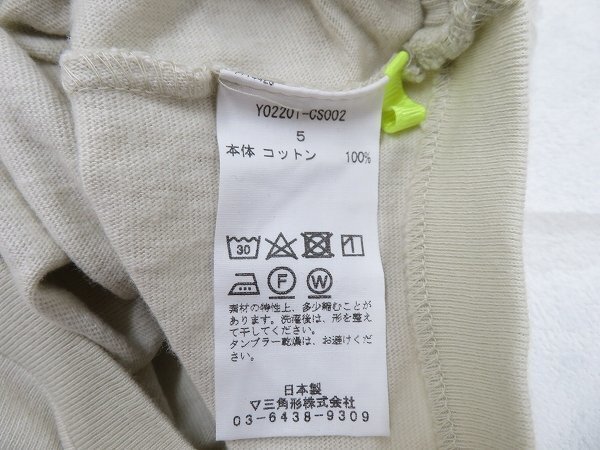 Y02201-CS002
5
本体 コットン 100%
30
F W
素材の特性上、多少縮むことが
あります。洗濯後は、形を整え
て干してください。
タンブラー乾燥は、お避けくだ
さい。
日本製
▽三角形株式会社
03-6438-9309